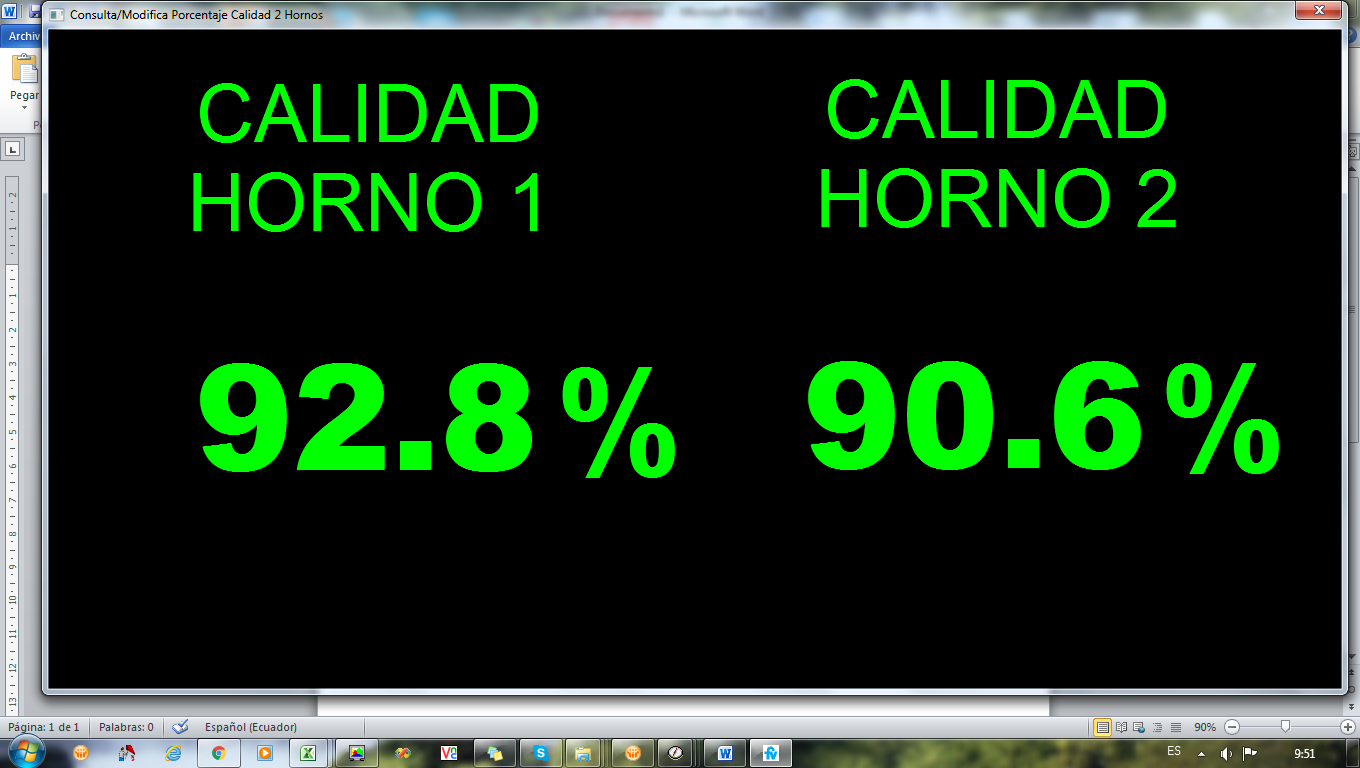 Consulta/Modifica Porcentaje Calidad 2 Hornos
Archiv
Pegar
CALIDAD
HORNO 1
92.8 %
CALIDAD
HORNO 2
90.6 %
Página: 1 de 1
Palabras: 0
Español (Ecuador)
90%
ES
9:51